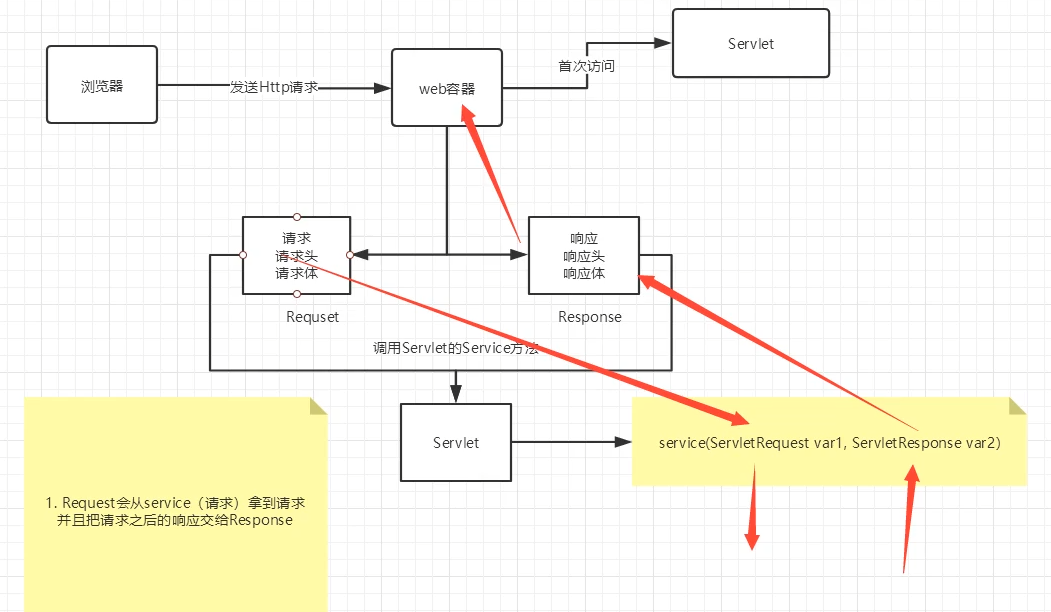 浏览器
发送Http请求
web容器
首次访问
Servlet
请求
请求头
请求体
响应
响应头
响应体
Requset
Response
调用Servlet的Service方法
Servlet
service(ServletRequest var1, ServletResponse var2)
1. Request会从service（请求）拿到请求
并且把请求之后的响应交给Response